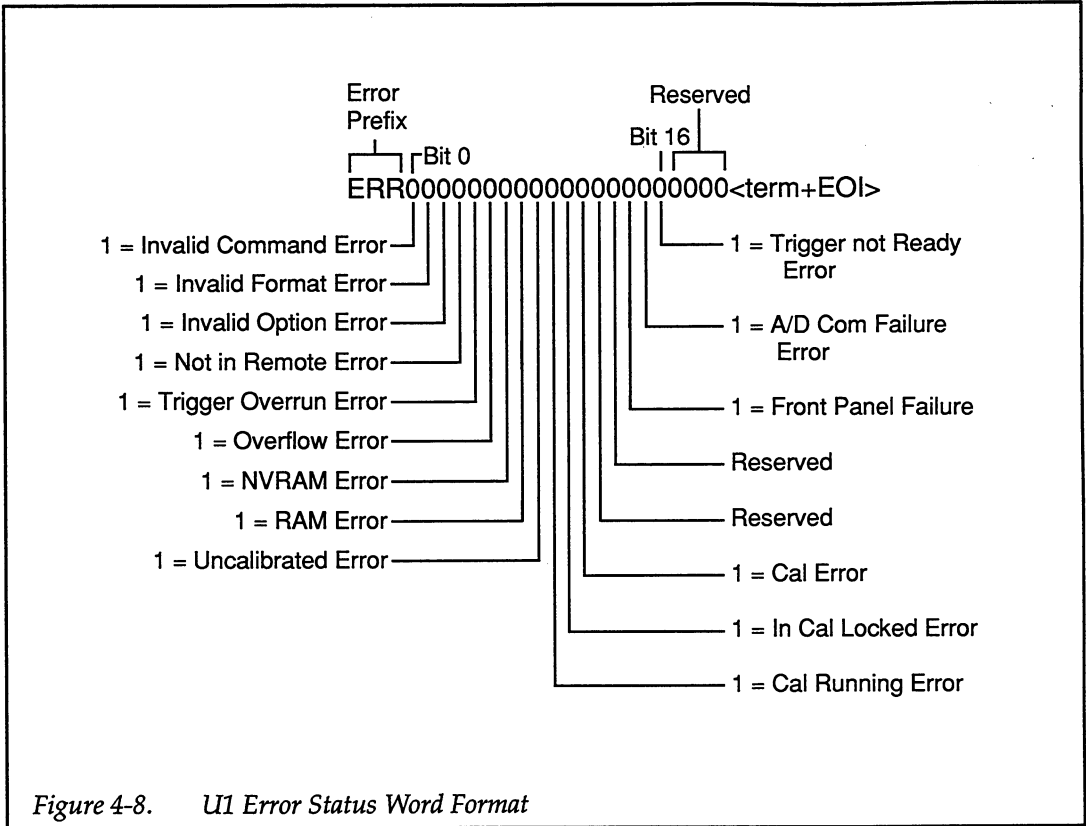 Error
Prefix
Reserved
Bit 0
Bit 16
ERR000000000000000000000<term+EOI>
1 = Invalid Command Error
1 = Invalid Format Error
1 = Invalid Option Error
1 = Not in Remote Error
1 = Trigger Overrun Error
1 = Overflow Error
1 = NVRAM Error
1 = RAM Error
1 = Uncalibrated Error
1 = Trigger not Ready
Error
1 = A/D Com Failure
Error
1 = Front Panel Failure
Reserved
Reserved
1 = Cal Error
1 = In Cal Locked Error
1 = Cal Running Error
Figure 4-8. U1 Error Status Word Format